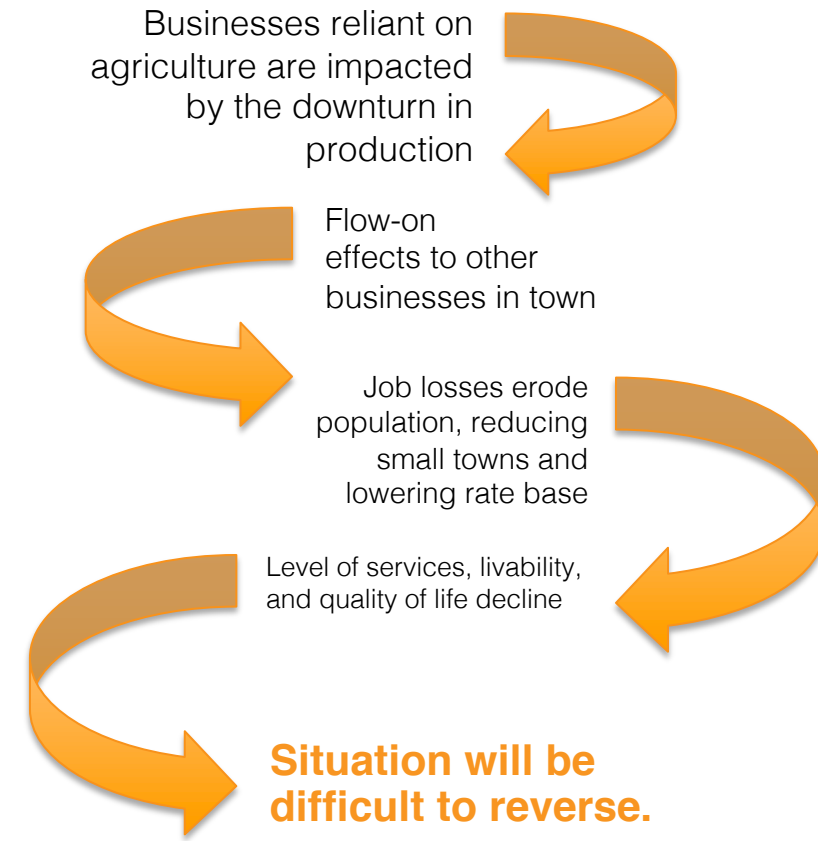 Businesses reliant on
agriculture are impacted
by the downturn in
production
Flow-on
effects to other
businesses in town
Job losses erode
population, reducing
small towns and
lowering rate base
Level of services, livability,
and quality of life decline
Situation will be
difficult to reverse.